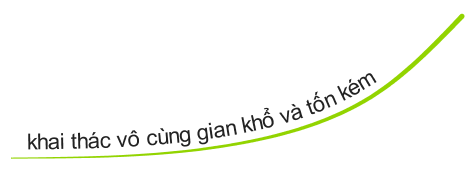 khai thác vô cùng gian khổ và tốn kém